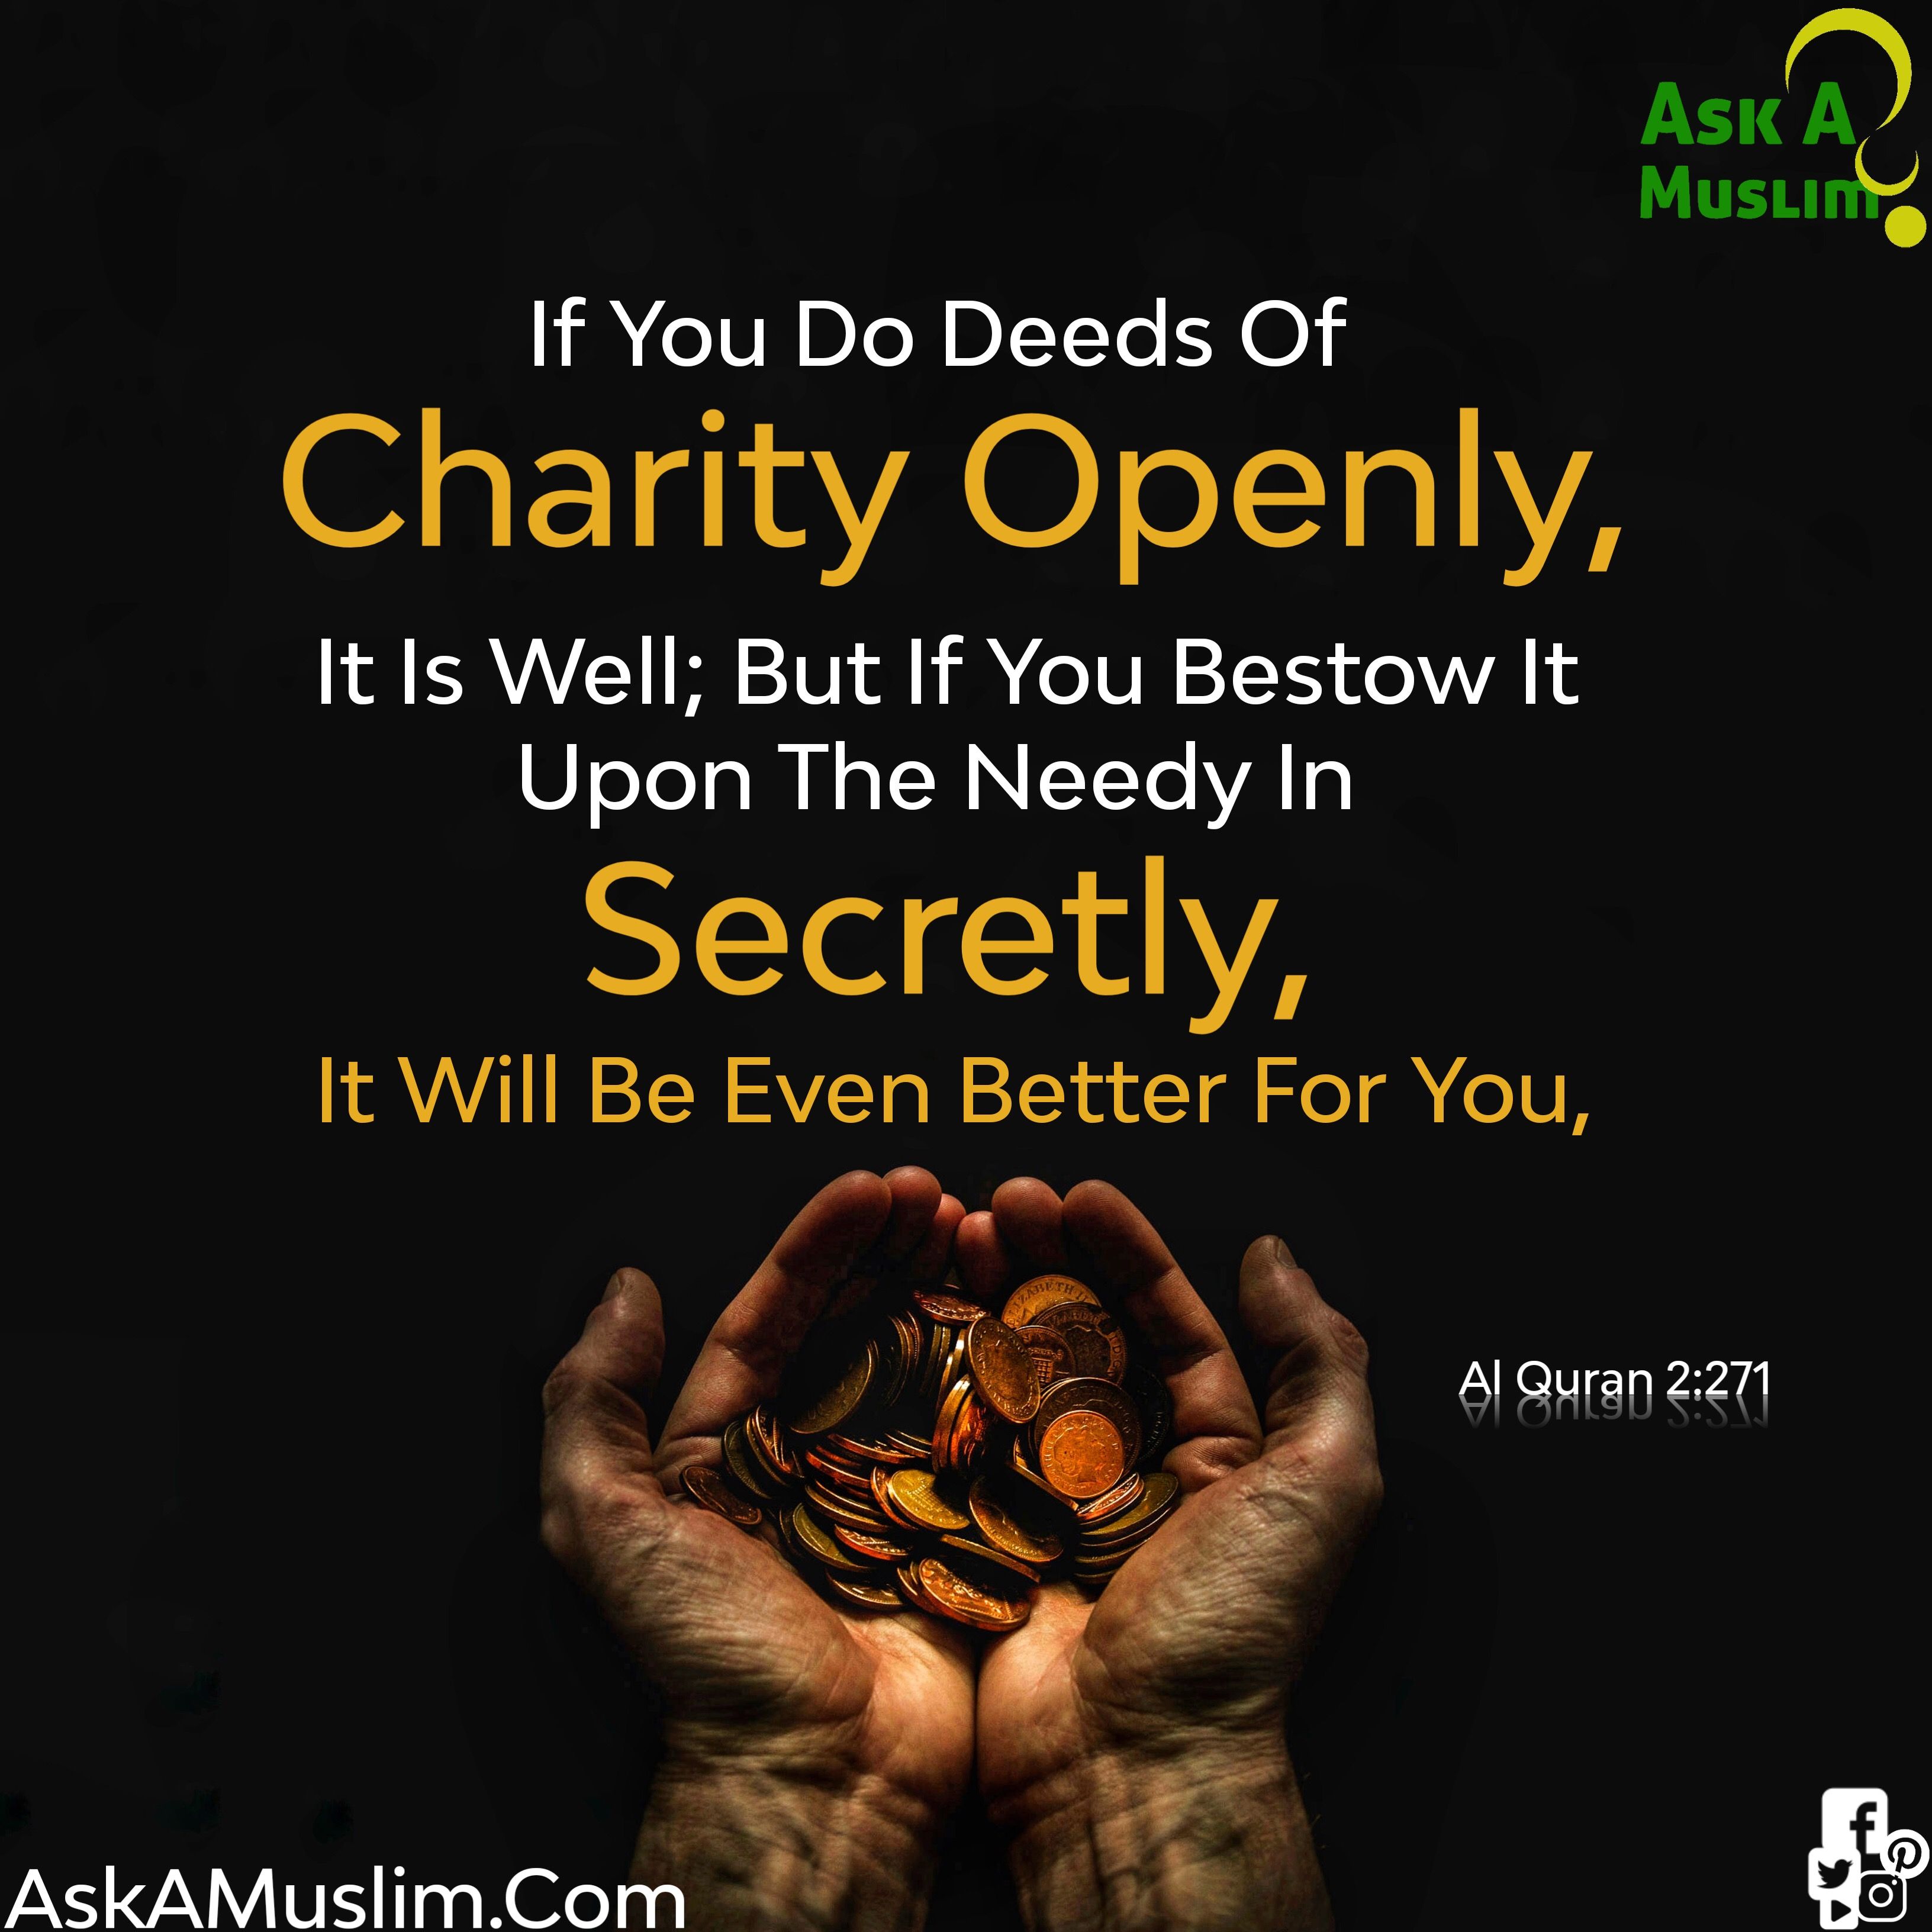 Ask A
Muslim
If You Do Deeds Of
Charity Openly,
It Is Well; But If You Bestow It
Upon The Needy In
Secretly,
It Will Be Even Better For You,
Al Quran 2:271
AskAMuslim.Com